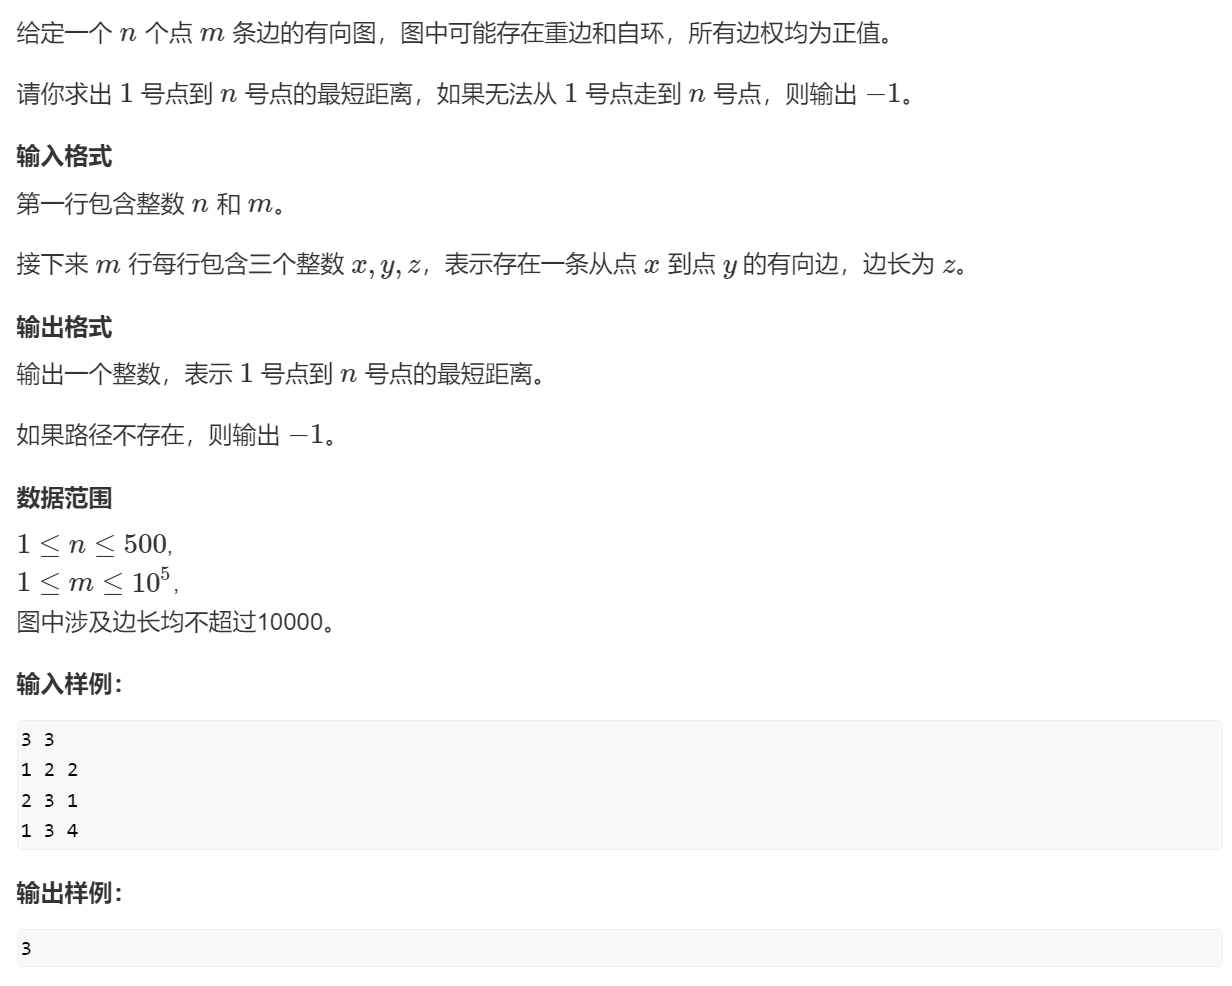 给定一个 n 个点 m 条边的有向图，图中可能存在重边和自环，所有边权均为正值。
请你求出 1 号点到 n 号点的最短距离，如果无法从 1 号点走到 n 号点，则输出 −1。
输入格式
第一行包含整数 n 和 m。
接下来 m 行每行包含三个整数 x, y, z，表示存在一条从点 x 到点 y 的有向边，边长为 z。
输出格式
输出一个整数，表示 1 号点到 n 号点的最短距离。
如果路径不存在，则输出 −1。
数据范围
1 ≤ n ≤ 500,
1 ≤ m ≤ 10⁵,
图中涉及边长均不超过10000。
输入样例：
3 3
1 2 2
2 3 1
1 3 4
输出样例：
3